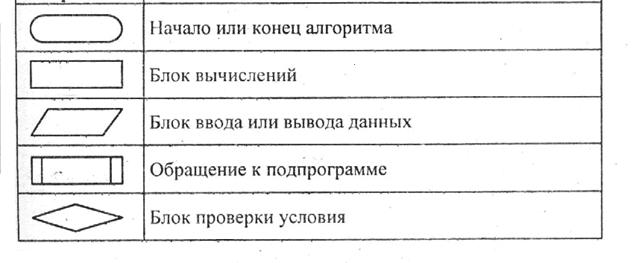 Начало или конец алгоритма
Блок вычислений
Блок ввода или вывода данных
Обращение к подпрограмме
Блок проверки условия